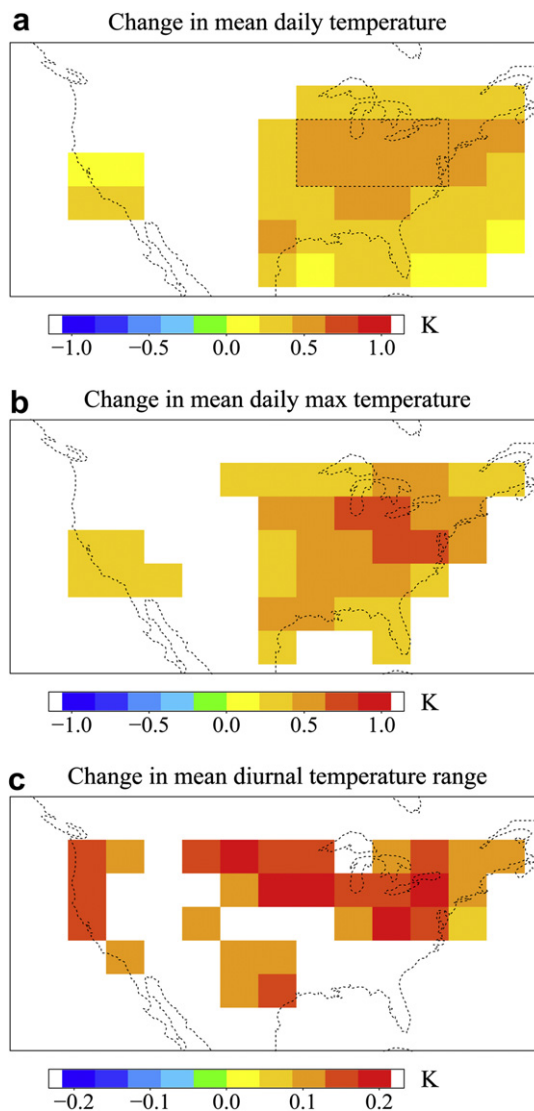 a Change in mean daily temperature
−1.0 −0.5 0.0 0.5 1.0 K
b Change in mean daily max temperature
−1.0 −0.5 0.0 0.5 1.0 K
c Change in mean diurnal temperature range
−0.2 −0.1 0.0 0.1 0.2 K